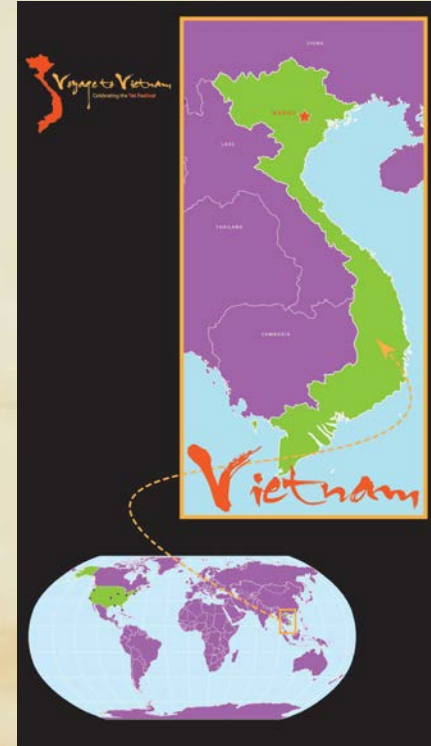 Voyage to Vietnam
Celebrating the Tet Festival
CHINA
HANOI
LAOS
THAILAND
CAMBODIA
Vietnam